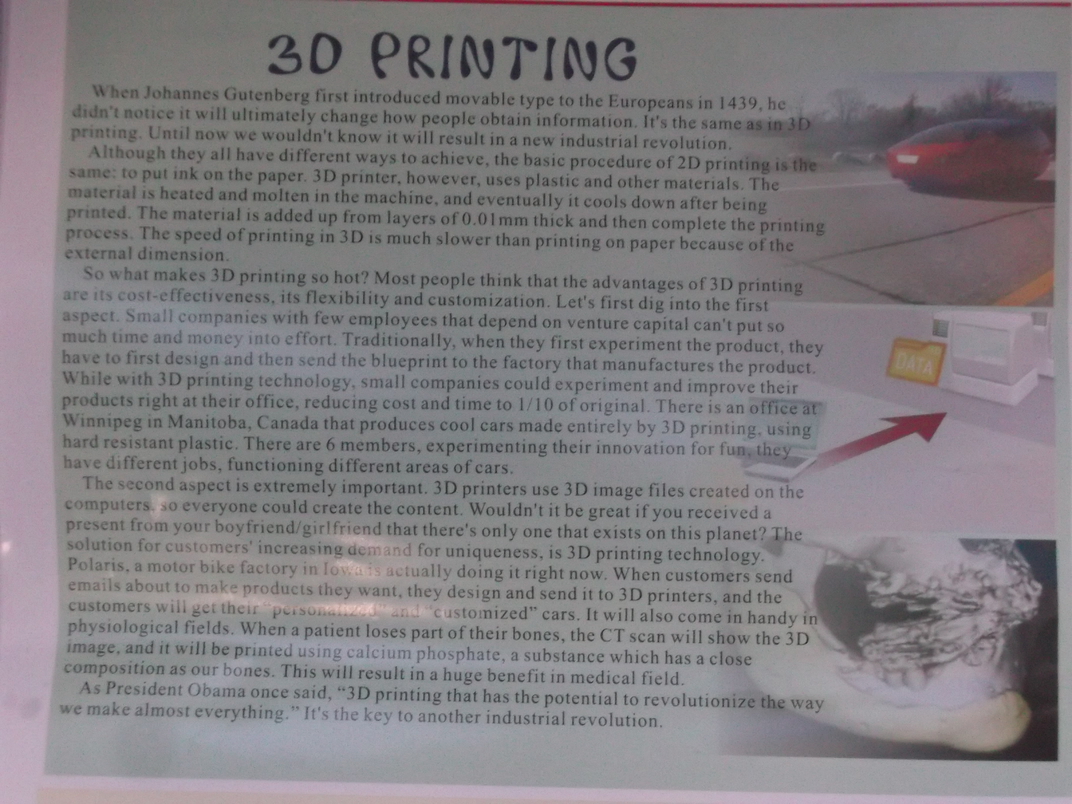 3D PRINTING
When Johannes Gutenberg first introduced movable type to the Europeans in 1439, he
didn't notice it will ultimately change how people obtain information. It's the same as in 3D
printing. Until now we wouldn't know it will result in a new industrial revolution.
Although they all have different ways to achieve, the basic procedure of 2D printing is the
same: to put ink on the paper. 3D printer, however, uses plastic and other materials. The
material is heated and molten in the machine, and eventually it cools down after being
printed. The material is added up from layers of 0.01mm thick and then complete the printing
process. The speed of printing in 3D is much slower than printing on paper because of the
external dimension.
So what makes 3D printing so hot? Most people think that the advantages of 3D printing
are its cost-effectiveness, its flexibility and customization. Let's first dig into the first
aspect. Small companies with few employees that depend on venture capital can't put so
much time and money into effort. Traditionally, when they first experiment the product, they
have to first design and then send the blueprint to the factory that manufactures the product.
While with 3D printing technology, small companies could experiment and improve their
products right at their office, reducing cost and time to 1/10 of original. There is an office at
Winnipeg in Manitoba, Canada that produces cool cars made entirely by 3D printing, using
hard resistant plastic. There are 6 members, experimenting their innovation for fun, they
have different jobs, functioning different areas of cars.
The second aspect is extremely important. 3D printers use 3D image files created on the
computers, so everyone could create the content. Wouldn't it be great if you received a
present from your boyfriend/girlfriend that there's only one that exists on this planet? The
solution for customers' increasing demand for uniqueness, is 3D printing technology.
Polaris, a motor bike factory in Iowa is actually doing it right now. When customers send
emails about to make products they want, they design and send it to 3D printers, and the
customers will get their "personalized" and "customized" cars. It will also come in handy in
physiological fields. When a patient loses part of their bones, the CT scan will show the 3D
image, and it will be printed using calcium phosphate, a substance which has a close
composition as our bones. This will result in a huge benefit in medical field.
As President Obama once said, "3D printing that has the potential to revolutionize the way
we make almost everything." It's the key to another industrial revolution.
DATA